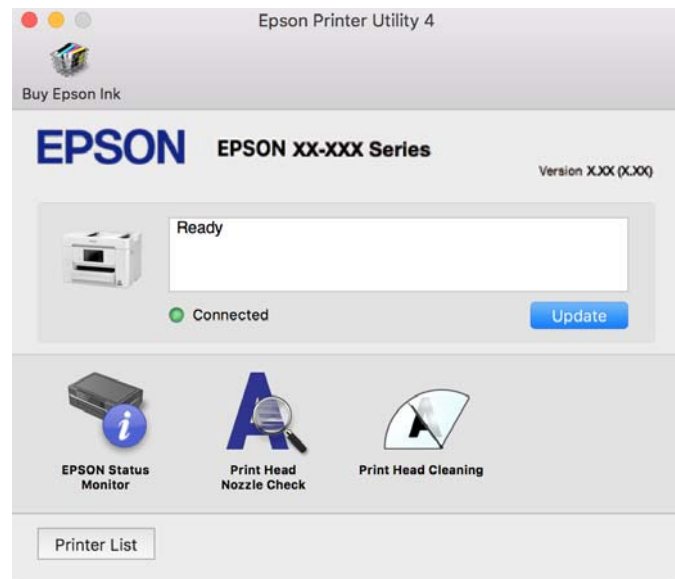 Epson Printer Utility 4
Buy Epson Ink
EPSON
EPSON XX-XXX Series
Version X.XX (X.XX)
Ready
Connected
Update
EPSON Status
Monitor
Print Head
Nozzle Check
Print Head Cleaning
Printer List